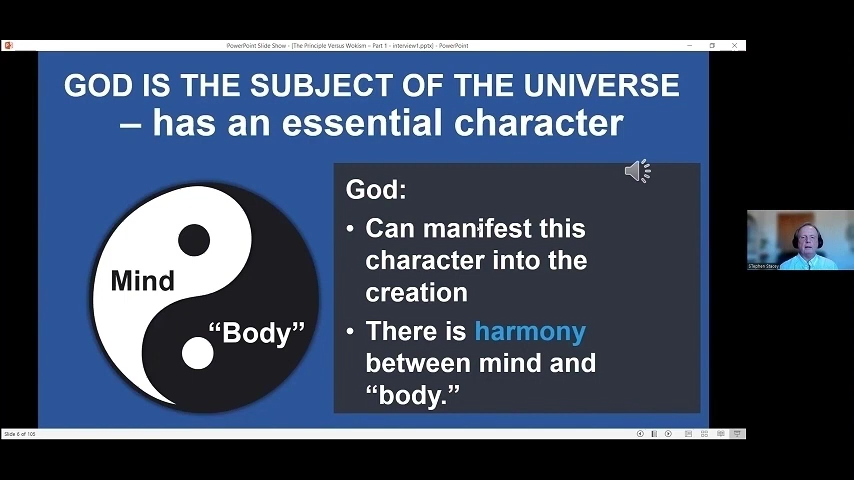 PowerPoint Slide Show - [The Principle Versus Wokism – Part 1 - interview1.pptx] - PowerPoint
GOD IS THE SUBJECT OF THE UNIVERSE
– has an essential character
Mind
“Body”
God:
• Can manifest this
character into the
creation
• There is harmony
between mind and
“body.”
STephen Stacey
Slide 6 of 105